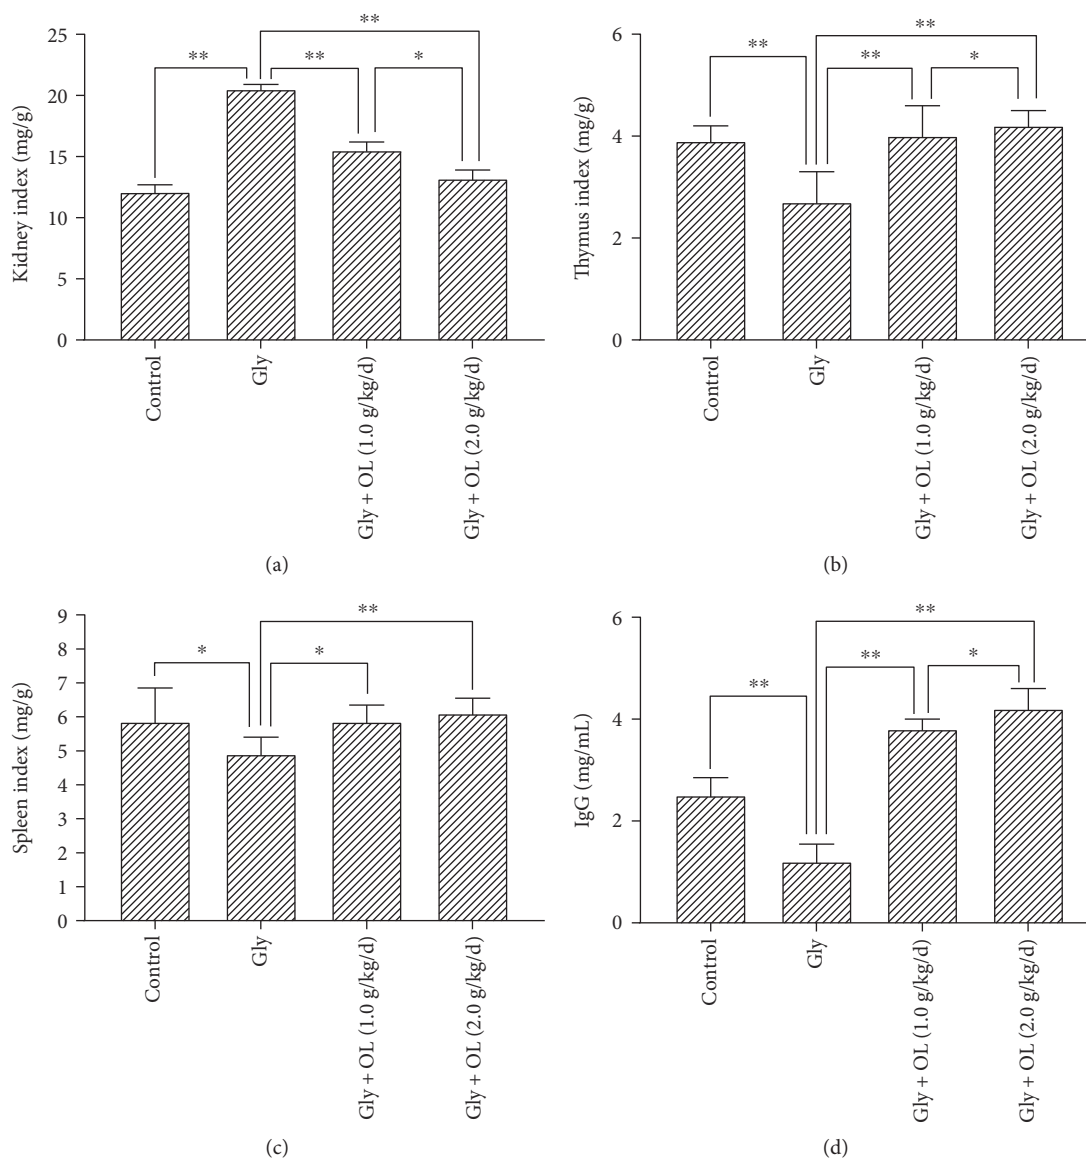 **
25
** ** *
20
15
10
5
0
Kidney index (mg/g)
Control
Gly
Gly + OL (1.0 g/kg/d)
Gly + OL (2.0 g/kg/d)
(a)
6
**
** ** *
4
2
0
Thymus index (mg/g)
Control
Gly
Gly + OL (1.0 g/kg/d)
Gly + OL (2.0 g/kg/d)
(b)
9
**
8
* *
7
6
5
4
3
2
1
0
Spleen index (mg/g)
Control
Gly
Gly + OL (1.0 g/kg/d)
Gly + OL (2.0 g/kg/d)
(c)
6
**
** ** *
4
2
0
IgG (mg/mL)
Control
Gly
Gly + OL (1.0 g/kg/d)
Gly + OL (2.0 g/kg/d)
(d)